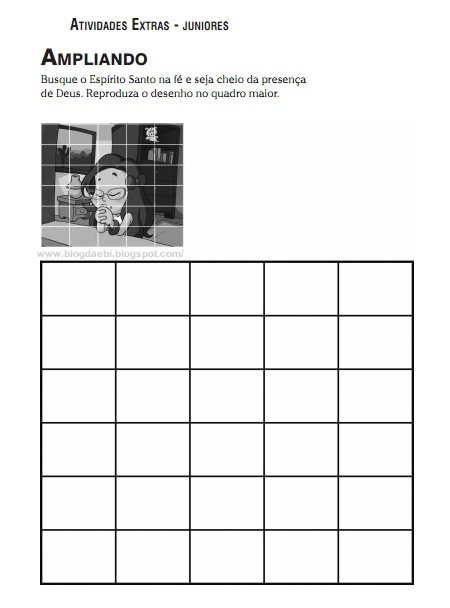 Atividades Extras - juniores
Ampliando
Busque o Espírito Santo na fé e seja cheio da presença
de Deus. Reproduza o desenho no quadro maior.
www.blogdaebi.blogspot.com/